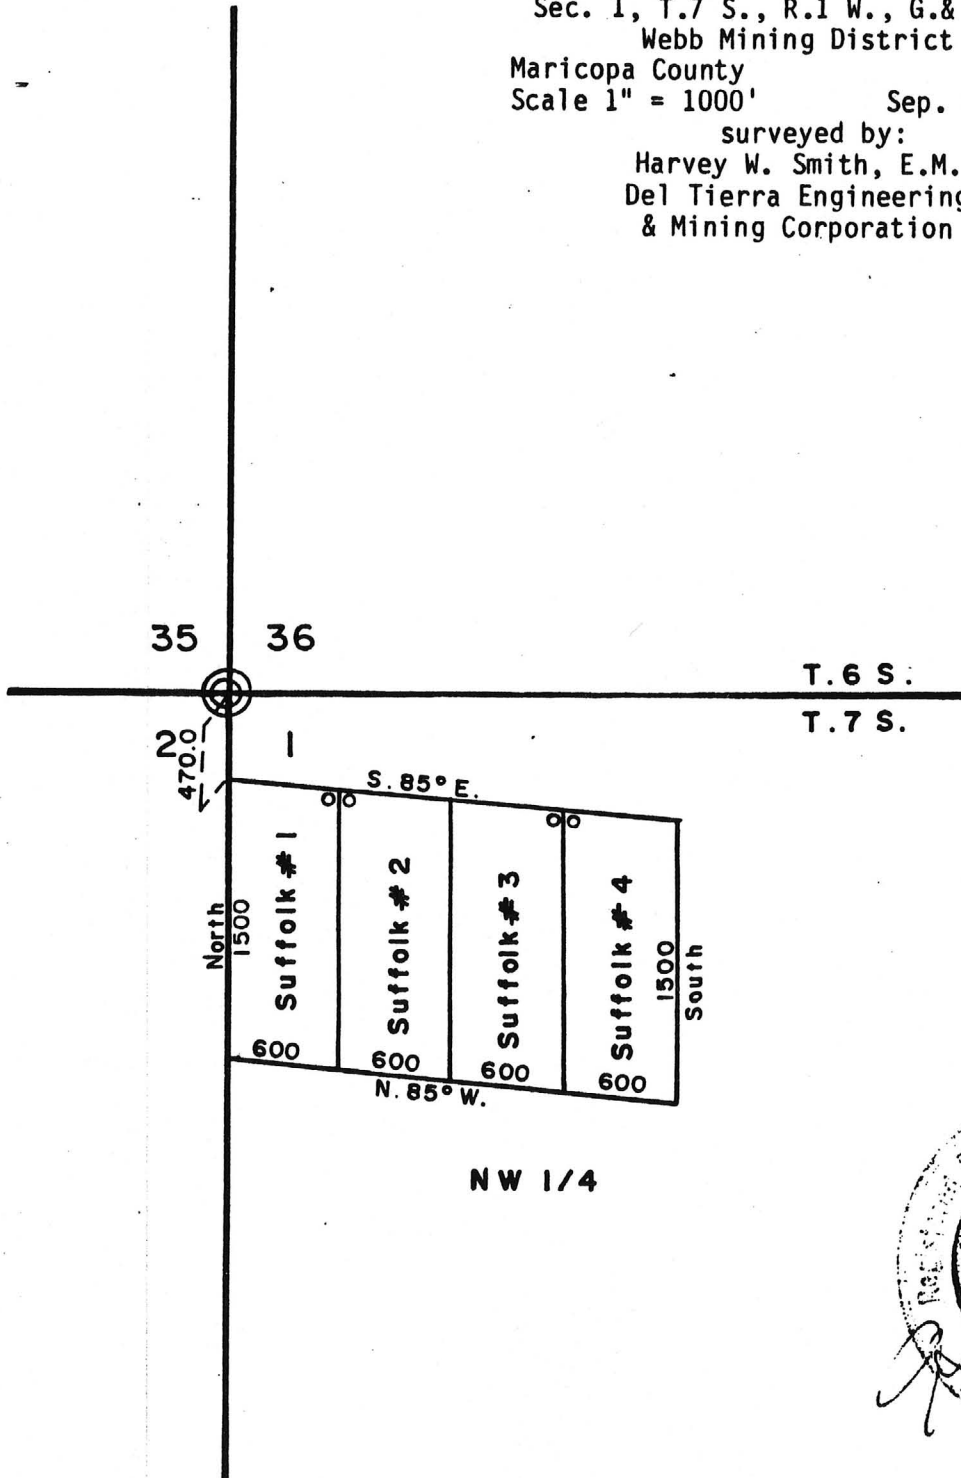 Sec. 1, T.7 S., R.1 W., G.&
Webb Mining District
Maricopa County
Scale 1" = 1000' Sep.
surveyed by:
Harvey W. Smith, E.M.
Del Tierra Engineering
& Mining Corporation
35 36
T.6 S.
T.7 S.
2 1
470.0
S. 85° E.
Suffolk # 1
Suffolk # 2
Suffolk # 3
Suffolk # 4
North
1500
1500
South
600
600
600
600
N. 85° W.
NW 1/4